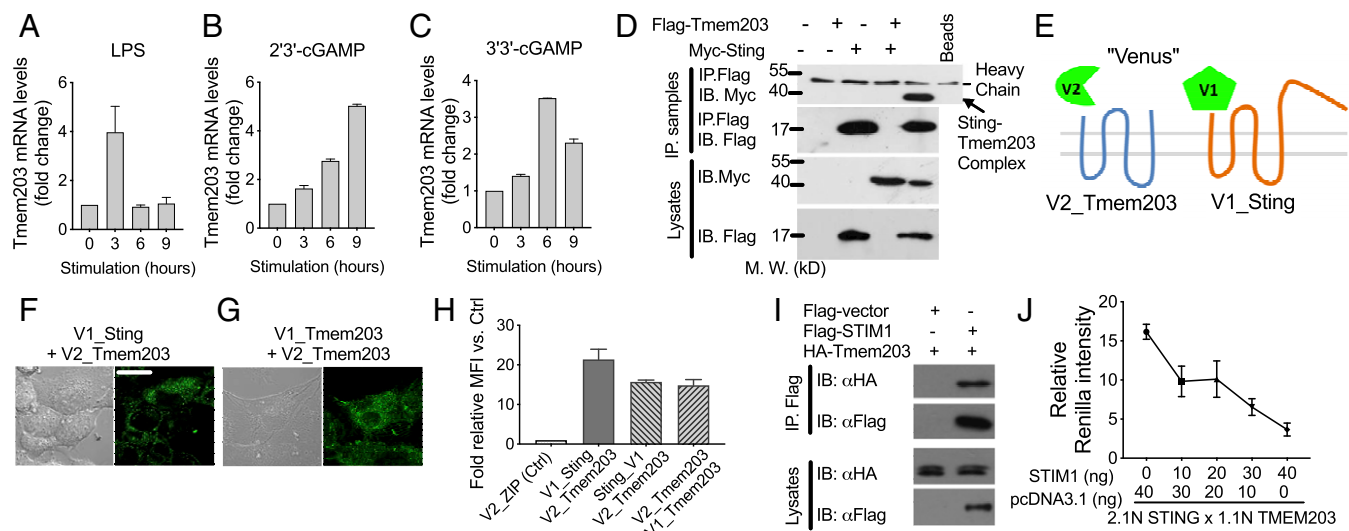 A
LPS
Tmem203 mRNA levels
(fold change)
6
4
2
0
0 3 6 9
Stimulation (hours)
B
2'3'-cGAMP
Tmem203 mRNA levels
(fold change)
6
4
2
0
0 3 6 9
Stimulation (hours)
C
3'3'-cGAMP
Tmem203 mRNA levels
(fold change)
4
3
2
1
0
0 3 6 9
Stimulation (hours)
D
Flag-Tmem203 - + - +
Myc-Sting - - + +
Beads
IP. samples
IP.Flag
IB. Myc
55
40
Heavy
Chain
IP.Flag
IB. Flag
17
Sting-
Tmem203
Complex
Lysates
IB.Myc
55
40
IB. Flag
17
M. W. (kD)
E
"Venus"
V2
V1
V2_Tmem203
V1_Sting
F
V1_Sting
+ V2_Tmem203
G
V1_Tmem203
+ V2_Tmem203
H
Fold relative MFI vs. Ctrl
30
20
10
0
V2_ZIP (Ctrl)
V1_Sting
V2_Tmem203
Sting_V1
V2_Tmem203
V2_Tmem203
V1_Tmem203
I
Flag-vector + -
Flag-STIM1 - +
HA-Tmem203 + +
IP. Flag
IB: αHA
IB: αFlag
Lysates
IB: αHA
IB: αFlag
J
Relative
Renilla intensity
20
15
10
5
0
STIM1 (ng) 0 10 20 30 40
pcDNA3.1 (ng) 40 30 20 10 0
2.1N STING x 1.1N TMEM203